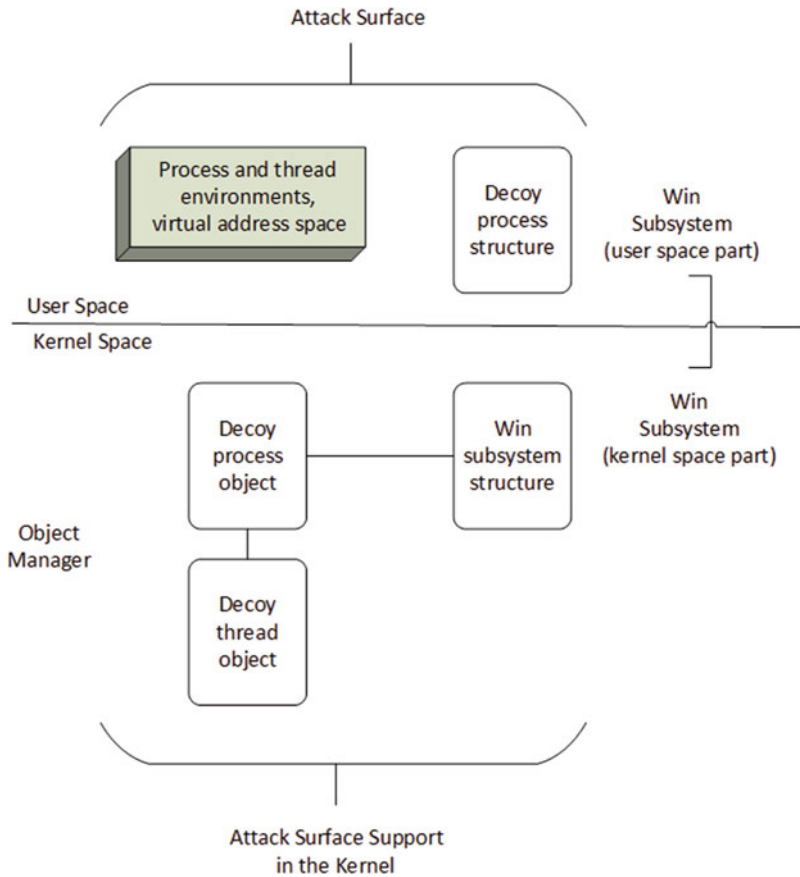 Attack Surface
Process and thread
environments,
virtual address space
Decoy
process
structure
Win
Subsystem
(user space part)
User Space
Kernel Space
Decoy
process
object
Win
subsystem
structure
Win
Subsystem
(kernel space part)
Object
Manager
Decoy
thread
object
Attack Surface Support
in the Kernel